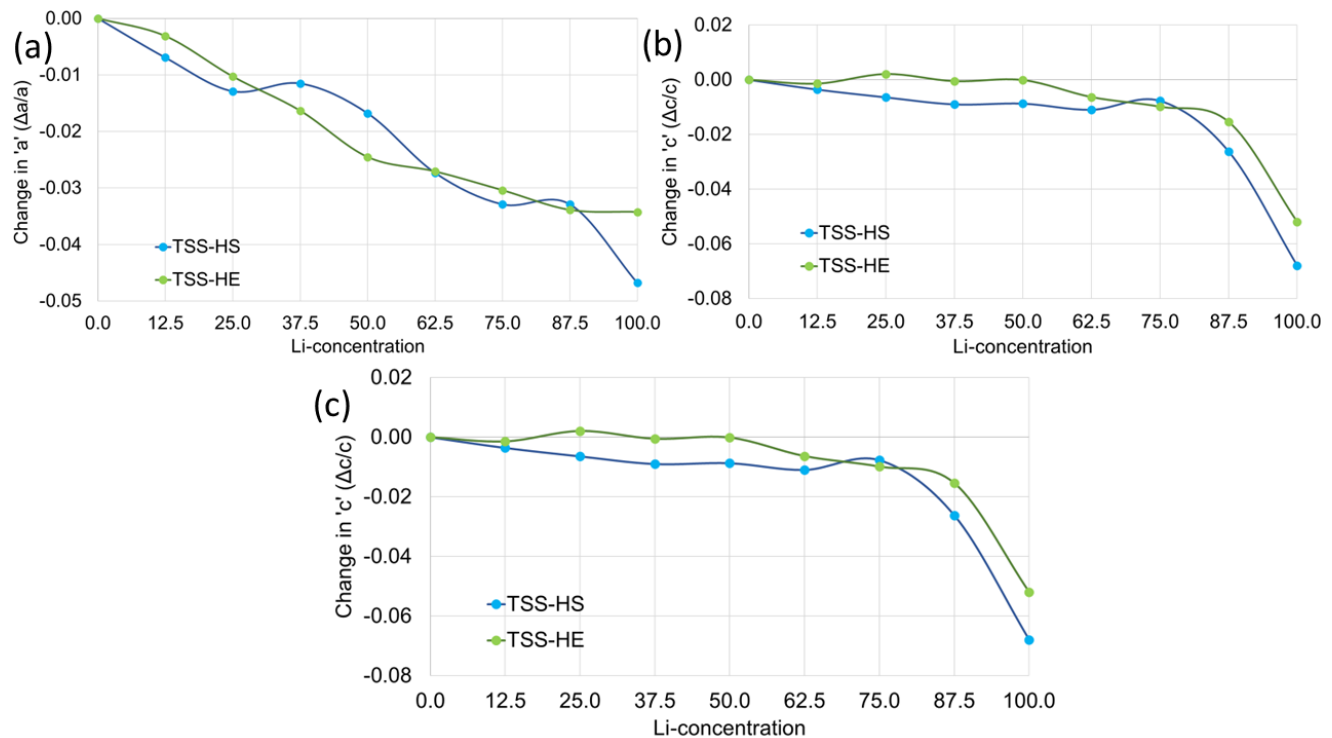 (a)
0.00
-0.01
-0.02
-0.03
-0.04
-0.05
Change in 'a' (Δa/a)
TSS-HS
TSS-HE
0.0 12.5 25.0 37.5 50.0 62.5 75.0 87.5 100.0
Li-concentration
(b)
0.02
0.00
-0.02
-0.04
-0.06
-0.08
Change in 'c' (Δc/c)
TSS-HS
TSS-HE
0.0 12.5 25.0 37.5 50.0 62.5 75.0 87.5 100.0
Li-concentration
(c)
0.02
0.00
-0.02
-0.04
-0.06
-0.08
Change in 'c' (Δc/c)
TSS-HS
TSS-HE
0.0 12.5 25.0 37.5 50.0 62.5 75.0 87.5 100.0
Li-concentration